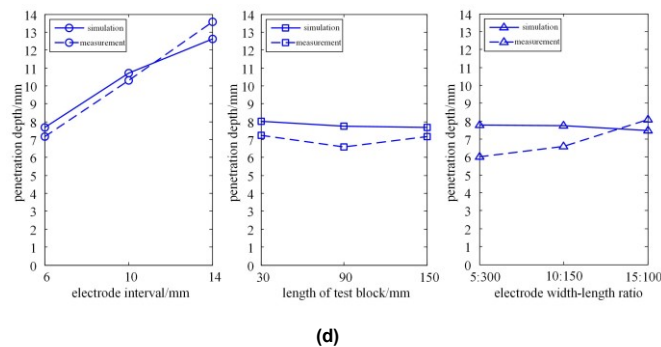 14
13
12
11
10
9
8
7
6
5
4
3
2
1
0
penetration depth/mm
simulation
measurement
6 10 14
electrode interval/mm
14
13
12
11
10
9
8
7
6
5
4
3
2
1
0
penetration depth/mm
simulation
measurement
30 90 150
length of test block/mm
14
13
12
11
10
9
8
7
6
5
4
3
2
1
0
penetration depth/mm
simulation
measurement
5:300 10:150 15:100
electrode width-length ratio
(d)